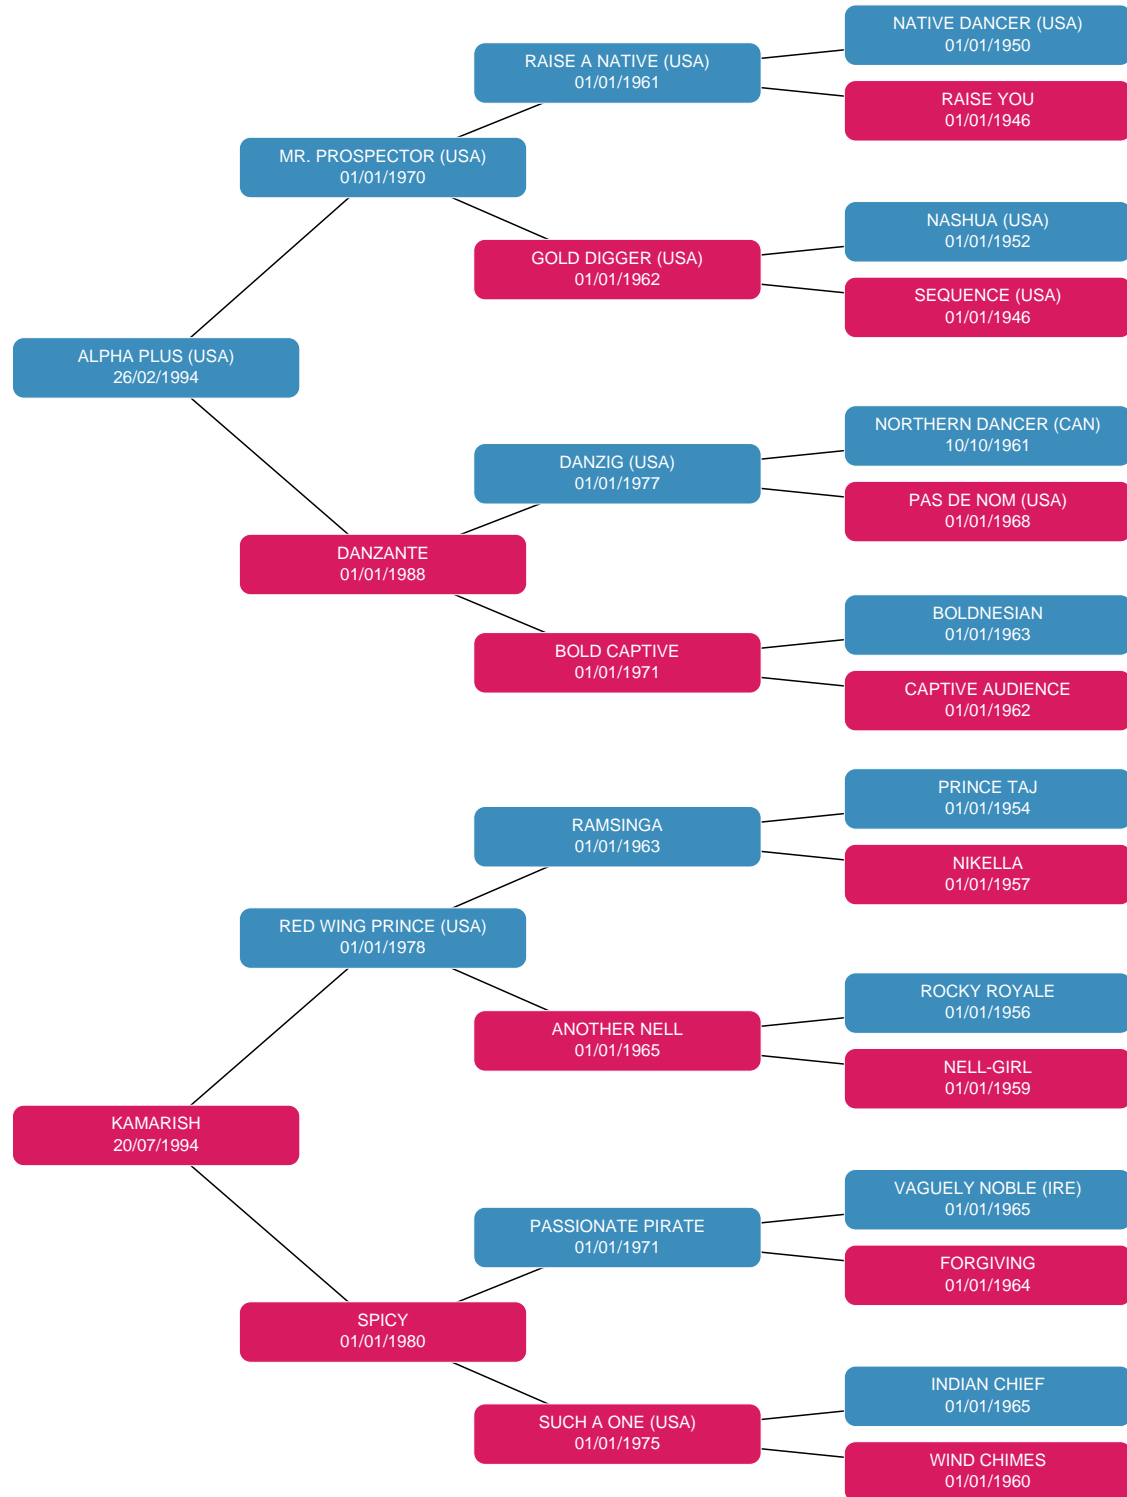 NATIVE DANCER (USA)
01/01/1950
RAISE A NATIVE (USA)
01/01/1961
RAISE YOU
01/01/1946
MR. PROSPECTOR (USA)
01/01/1970
NASHUA (USA)
01/01/1952
GOLD DIGGER (USA)
01/01/1962
SEQUENCE (USA)
01/01/1946
ALPHA PLUS (USA)
26/02/1994
NORTHERN DANCER (CAN)
10/10/1961
DANZIG (USA)
01/01/1977
PAS DE NOM (USA)
01/01/1968
DANZANTE
01/01/1988
BOLDNESIAN
01/01/1963
BOLD CAPTIVE
01/01/1971
CAPTIVE AUDIENCE
01/01/1962
PRINCE TAJ
01/01/1954
RAMSINGA
01/01/1963
NIKELLA
01/01/1957
RED WING PRINCE (USA)
01/01/1978
ROCKY ROYALE
01/01/1956
ANOTHER NELL
01/01/1965
NELL-GIRL
01/01/1959
KAMARISH
20/07/1994
VAGUELY NOBLE (IRE)
01/01/1965
PASSIONATE PIRATE
01/01/1971
FORGIVING
01/01/1964
SPICY
01/01/1980
INDIAN CHIEF
01/01/1965
SUCH A ONE (USA)
01/01/1975
WIND CHIMES
01/01/1960